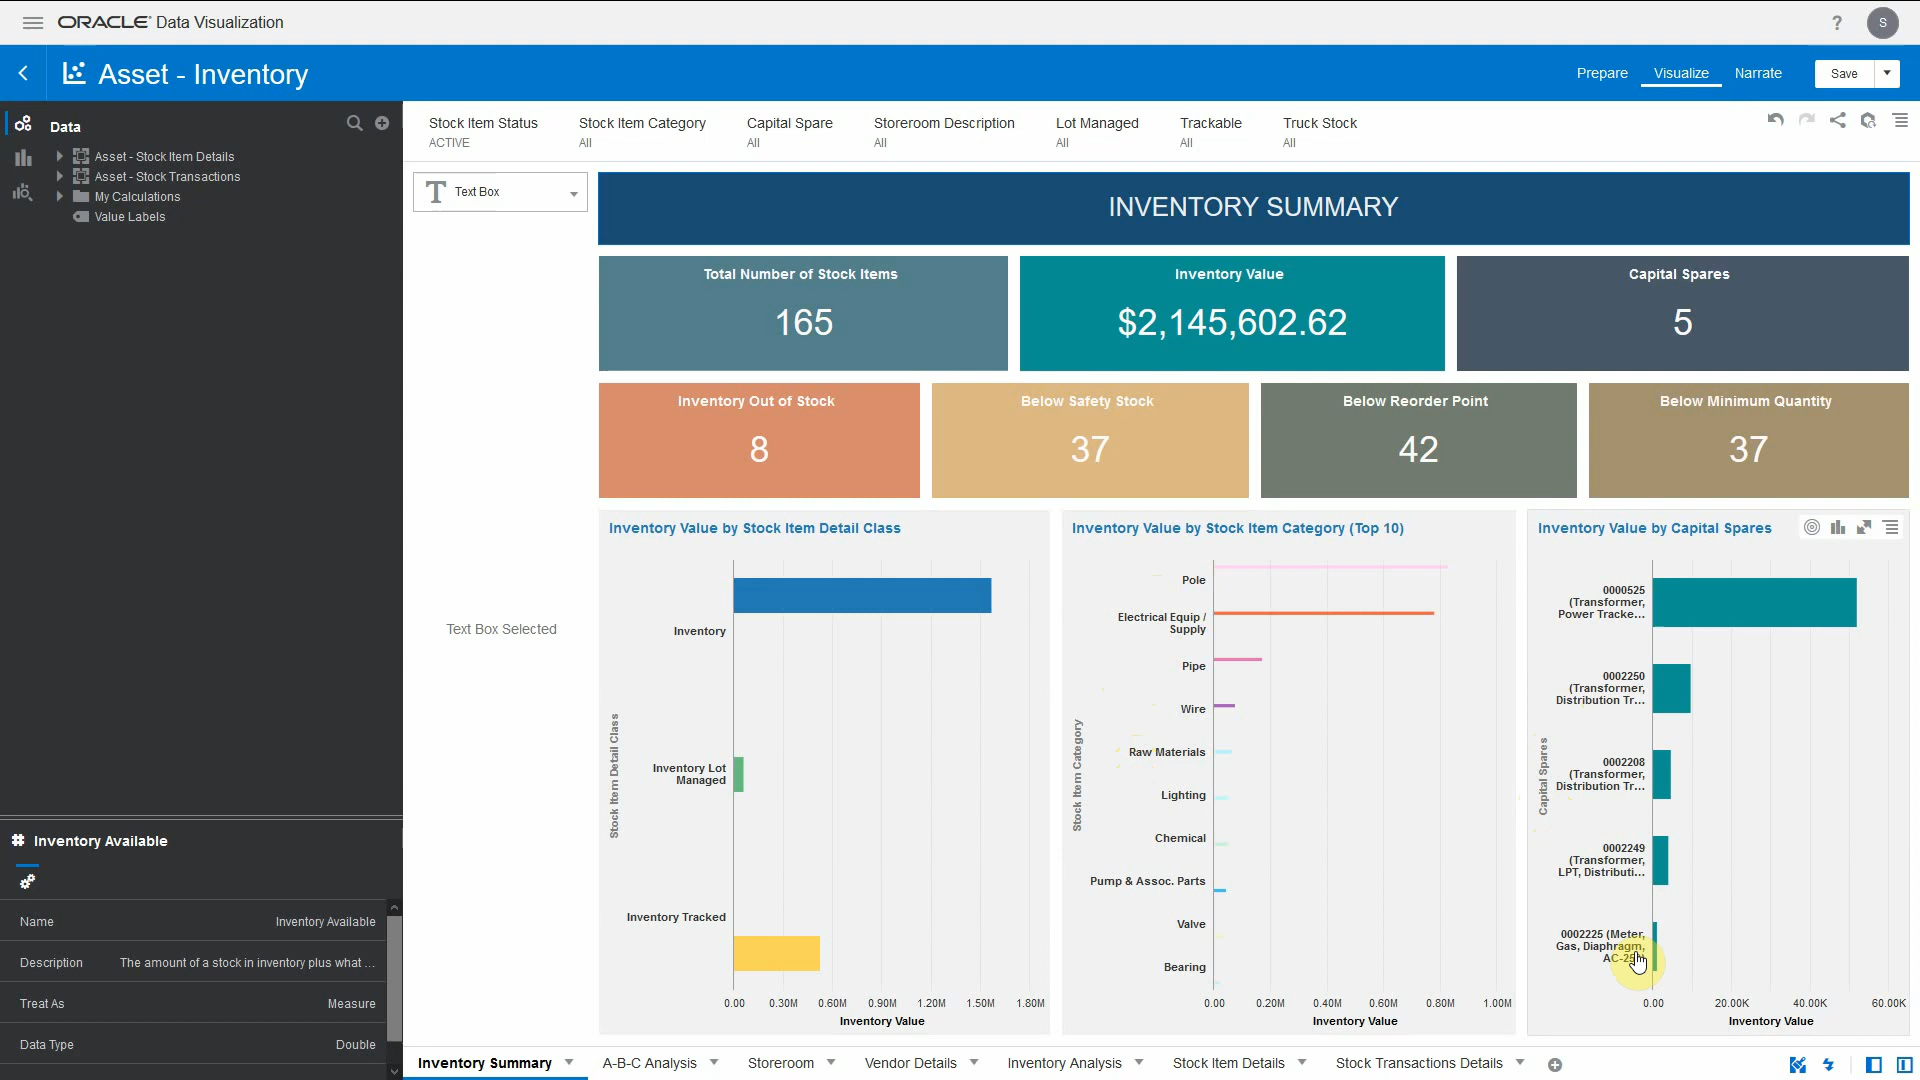 ORACLE® Data Visualization
?
S
Asset - Inventory
Prepare
Visualize
Narrate
Save
Data
Asset - Stock Item Details
Asset - Stock Transactions
My Calculations
Value Labels
Stock Item Status
ACTIVE
Stock Item Category
All
Capital Spare
All
Storeroom Description
All
Lot Managed
All
Trackable
All
Truck Stock
All
T Text Box
Text Box Selected
INVENTORY SUMMARY
Total Number of Stock Items
165
Inventory Value
$2,145,602.62
Capital Spares
5
Inventory Out of Stock
8
Below Safety Stock
37
Below Reorder Point
42
Below Minimum Quantity
37
Inventory Value by Stock Item Detail Class
Stock Item Detail Class
Inventory
Inventory Lot
Managed
Inventory Tracked
0.00 0.30M 0.60M 0.90M 1.20M 1.50M 1.80M
Inventory Value
Inventory Value by Stock Item Category (Top 10)
Stock Item Category
Pole
Electrical Equip /
Supply
Pipe
Wire
Raw Materials
Lighting
Chemical
Pump & Assoc. Parts
Valve
Bearing
0.00 0.20M 0.40M 0.60M 0.80M 1.00M
Inventory Value
Inventory Value by Capital Spares
Capital Spares
0000525
(Transformer,
Power Tracke...
0002250
(Transformer,
Distribution Tr...
0002208
(Transformer,
Distribution Tr...
0002249
(Transformer,
LPT, Distributi...
0002225 (Meter,
Gas, Diaphragm,
0.00 20.00K 40.00K 60.00K
Inventory Value
# Inventory Available
Name Inventory Available
Description The amount of a stock in inventory plus what ...
Treat As Measure
Data Type Double
Inventory Summary
A-B-C Analysis
Storeroom
Vendor Details
Inventory Analysis
Stock Item Details
Stock Transactions Details